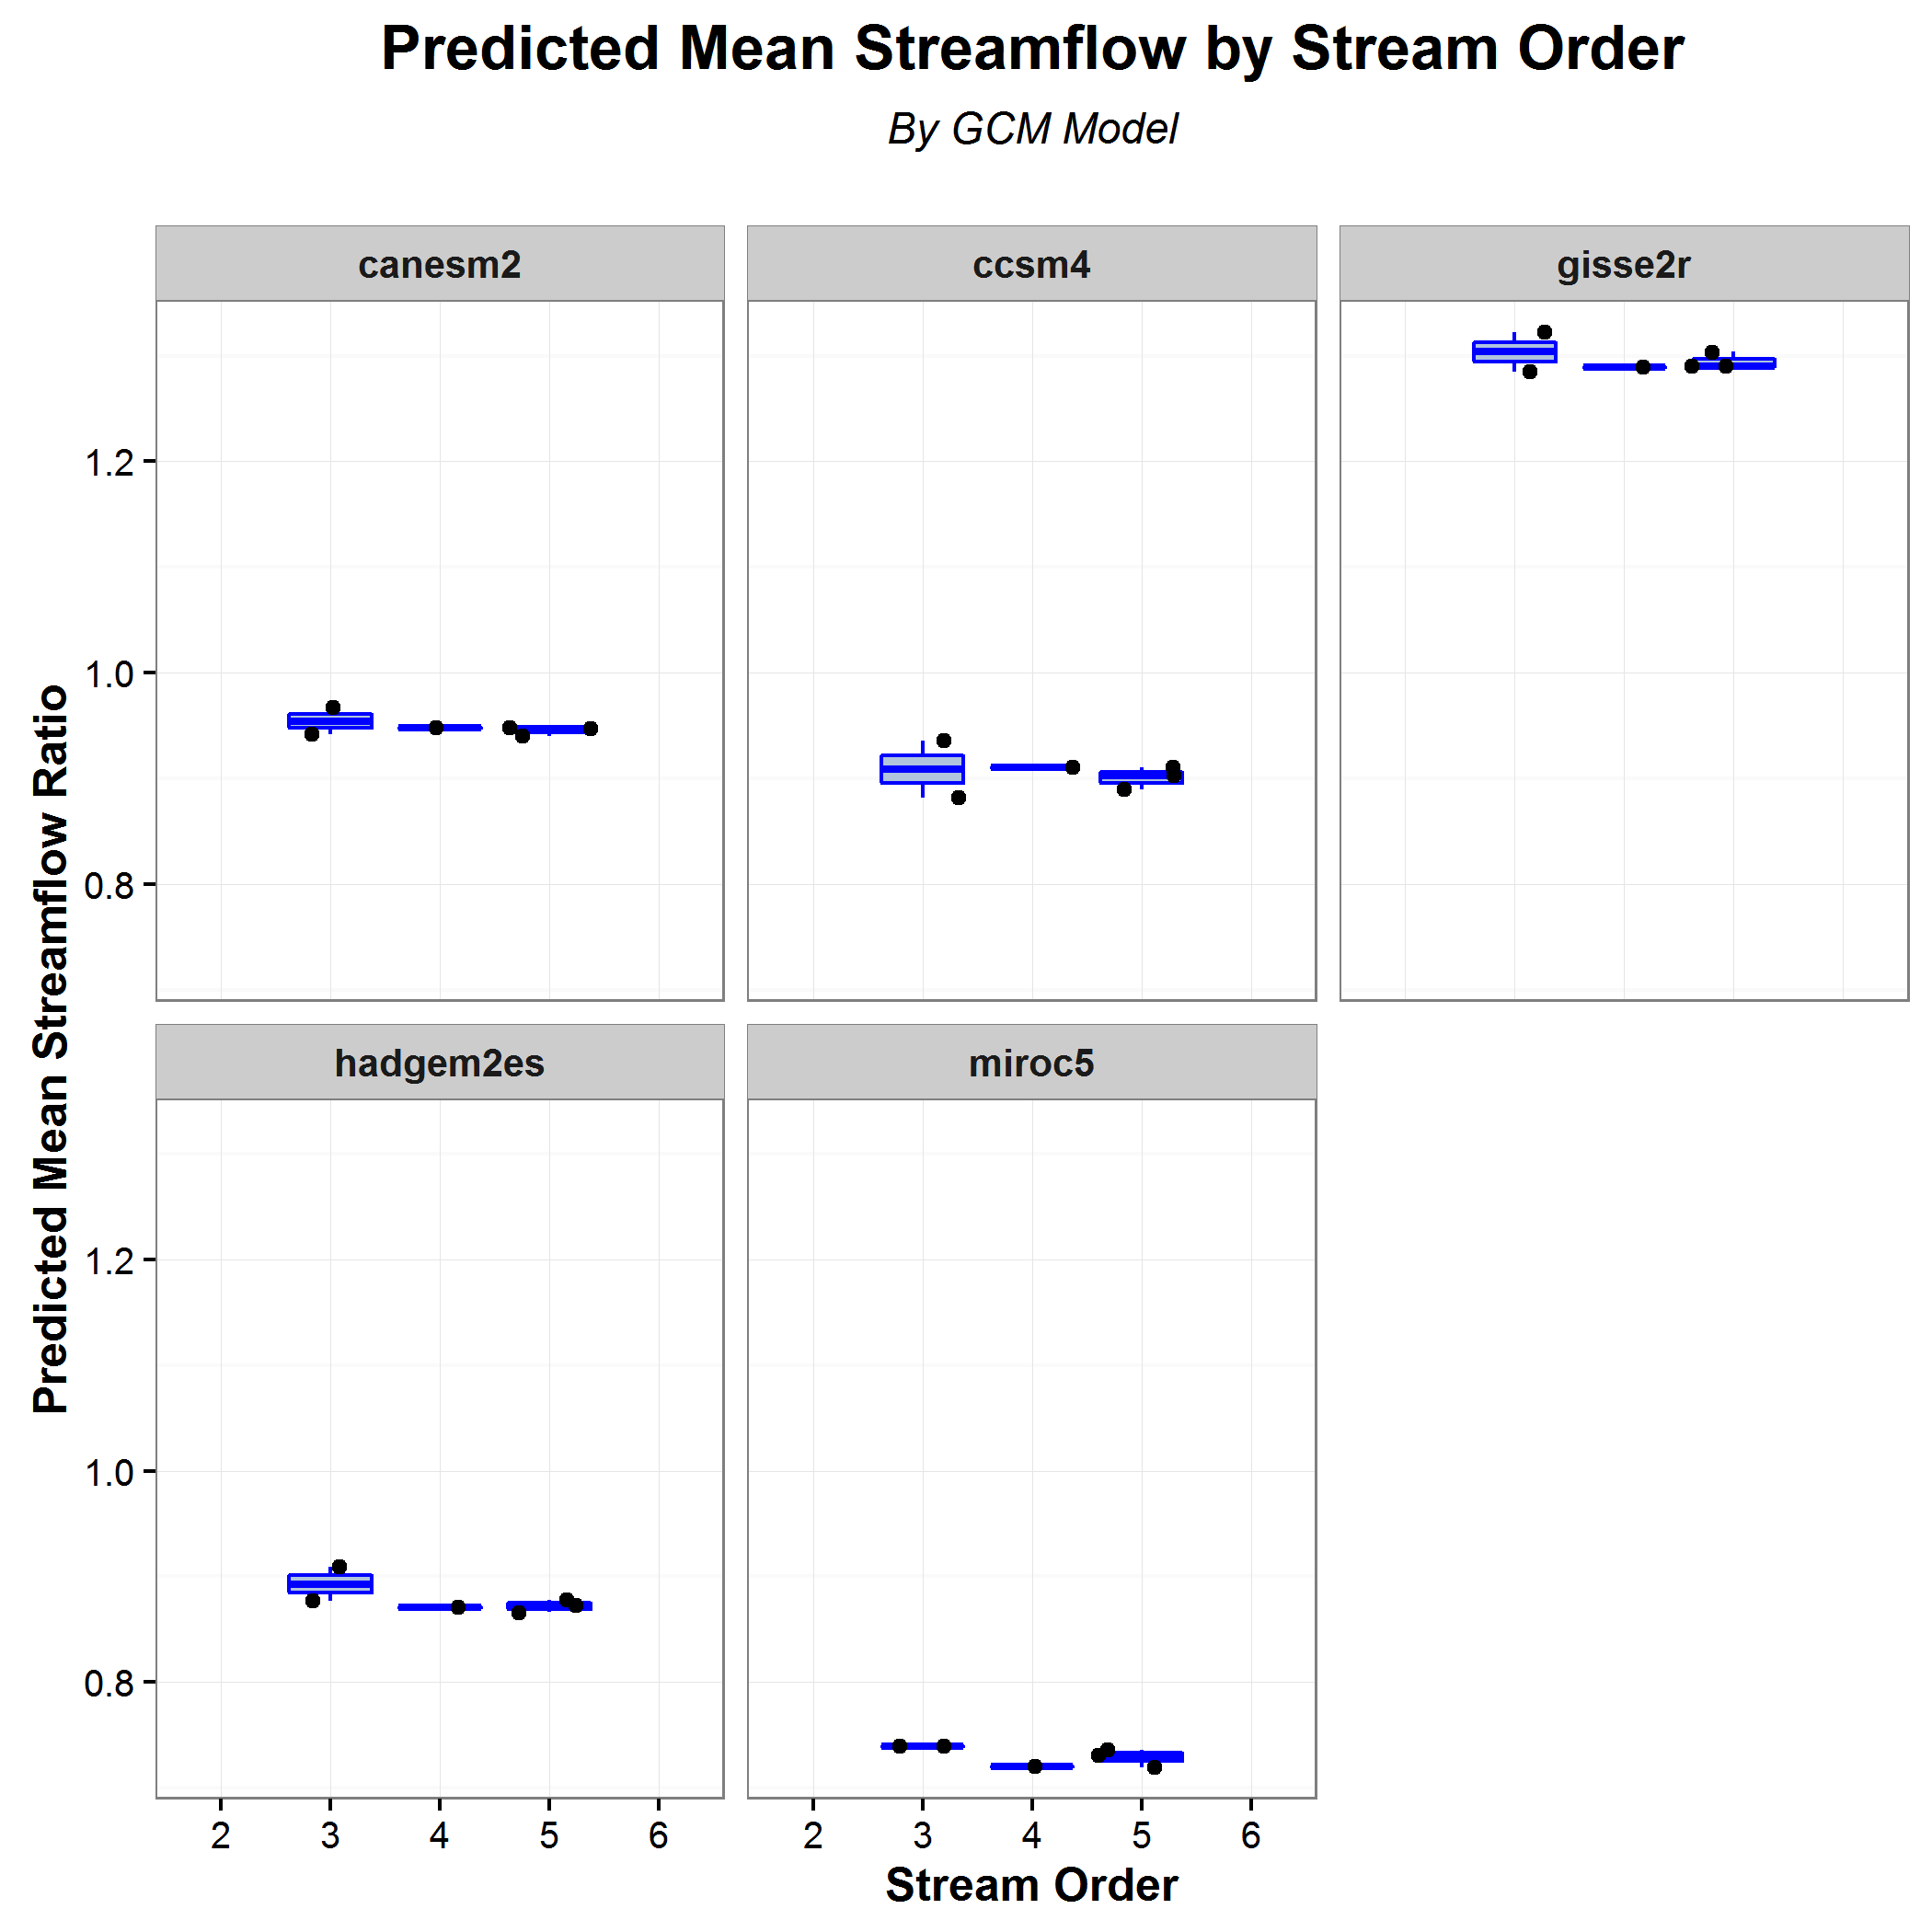 Predicted Mean Streamflow by Stream Order
By GCM Model
canesm2
ccsm4
gisse2r
1.2
1.0
0.8
hadgem2es
miroc5
1.2
1.0
0.8
Predicted Mean Streamflow Ratio
2 3 4 5 6
2 3 4 5 6
Stream Order